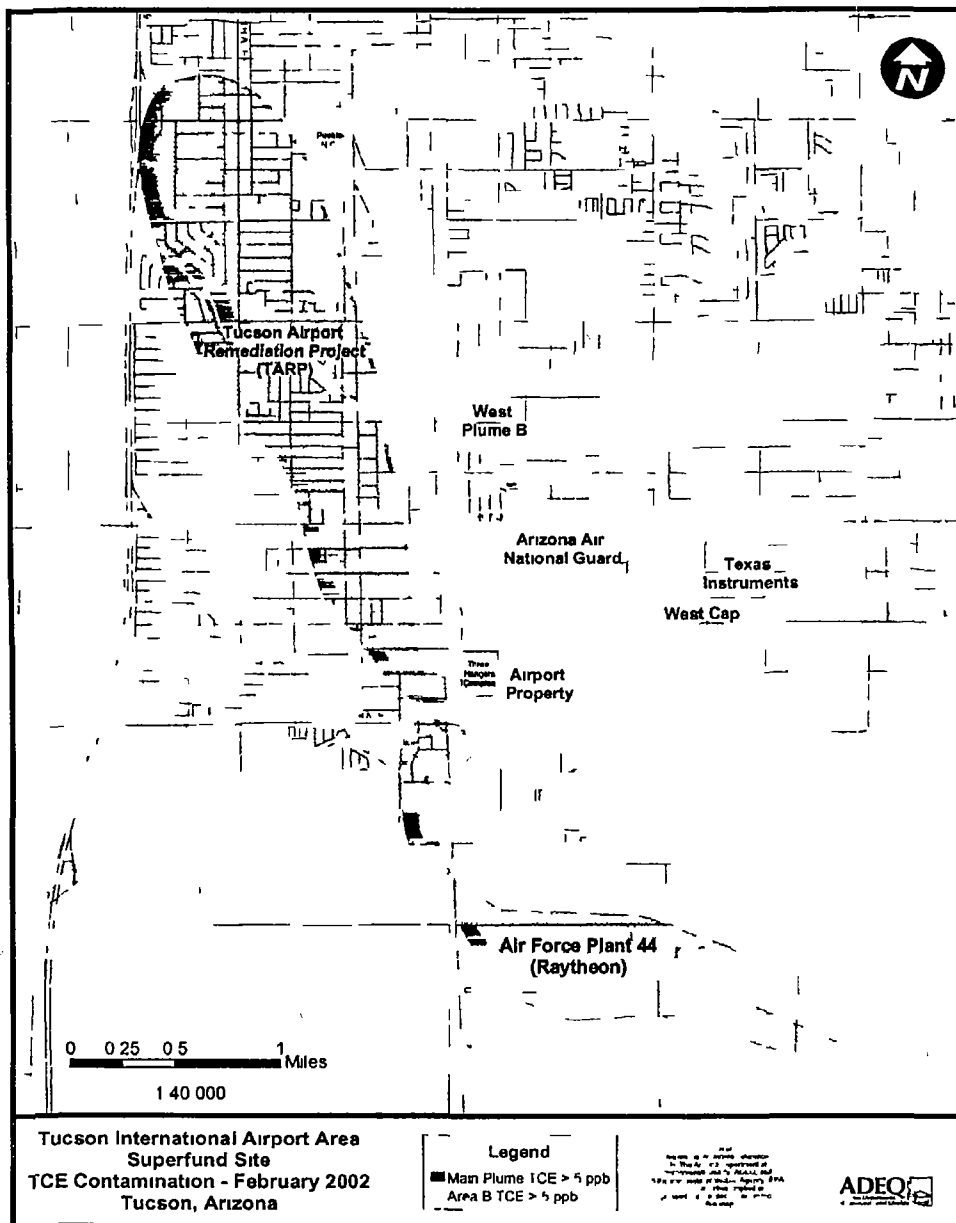 N
Tucson Airport
Remediation Project
(TARP)
West
Plume B
Arizona Air
National Guard
Texas
Instruments
West Cap
Three
Hangers
Airport
Property
Air Force Plant 44
(Raytheon)
0 0 25 0 5 1
Miles
1 40 000
Tucson International Airport Area
Superfund Site
TCE Contamination - February 2002
Tucson, Arizona
Legend
Main Plume TCE > 5 ppb
Area B TCE > 5 ppb
ADEQ